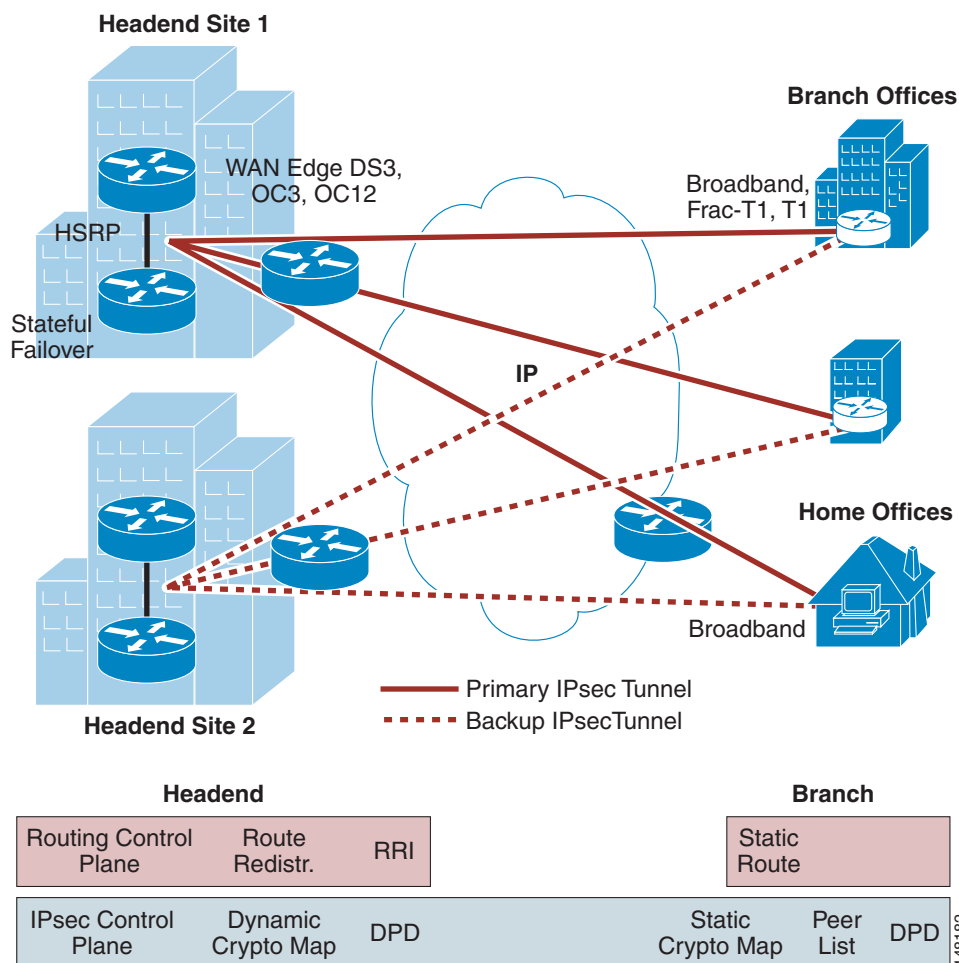 Headend Site 1
Branch Offices
WAN Edge DS3,
OC3, OC12
Broadband,
Frac-T1, T1
HSRP
Stateful
Failover
IP
Home Offices
Broadband
Primary IPsec Tunnel
Backup IPsecTunnel
Headend Site 2
Headend
Branch
Routing Control
Plane
Route
Redistr.
RRI
Static
Route
IPsec Control
Plane
Dynamic
Crypto Map
DPD
Static
Crypto Map
Peer
List
DPD